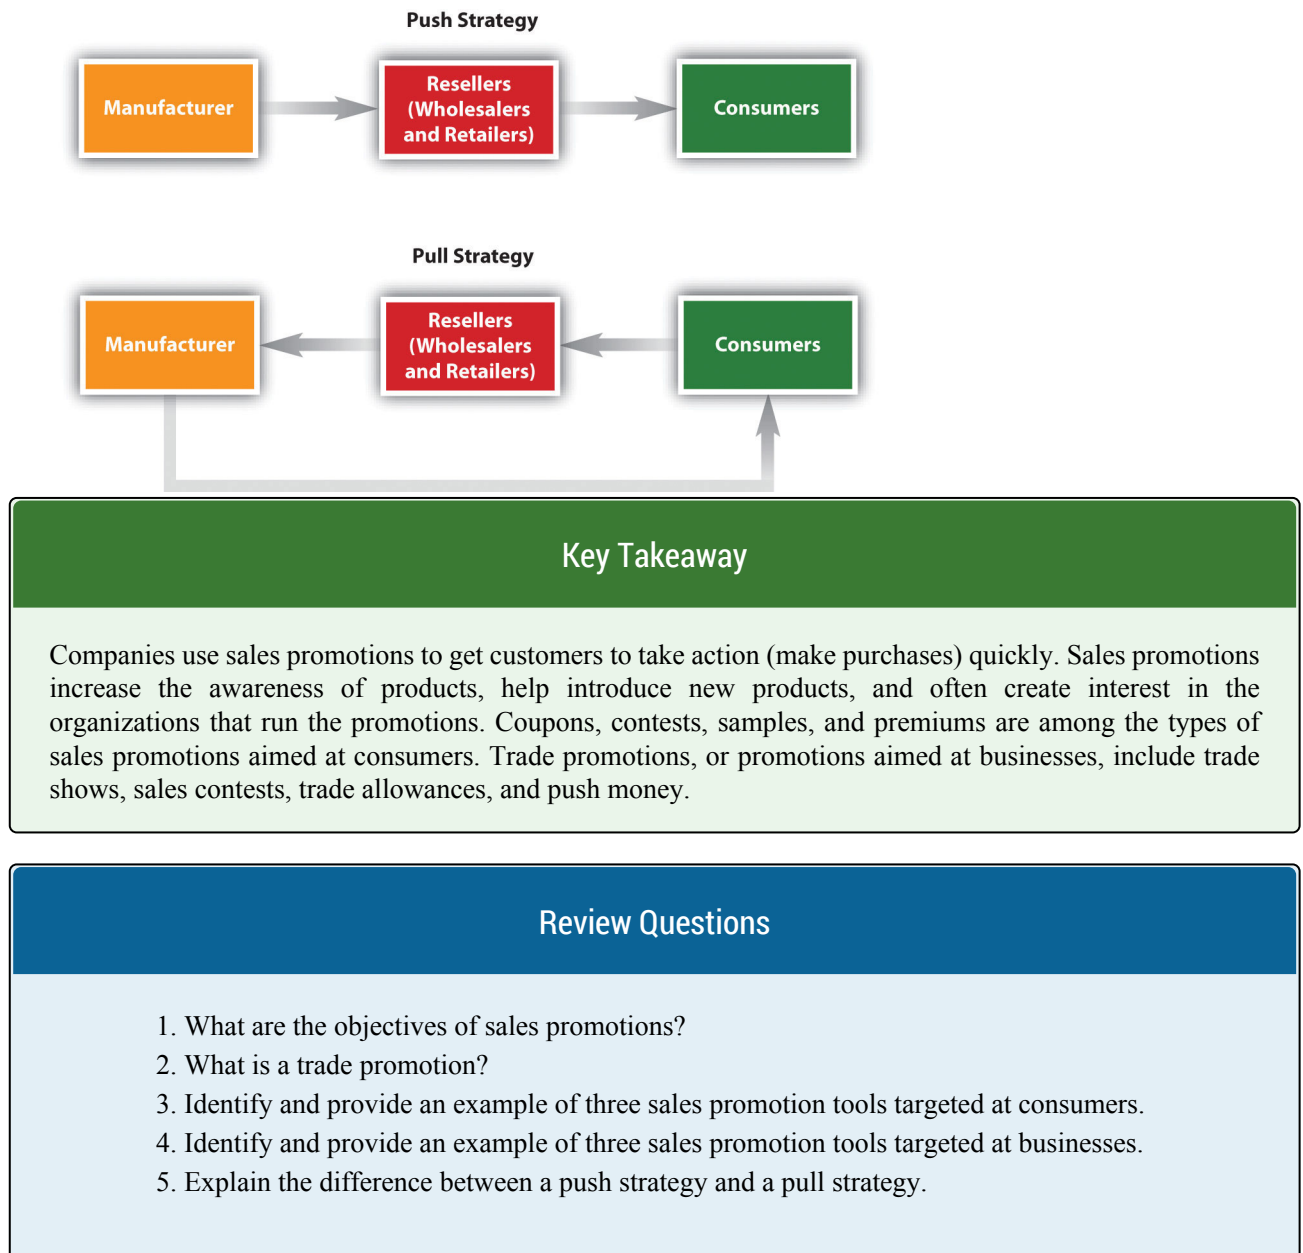 Push Strategy
Manufacturer
Resellers
(Wholesalers
and Retailers)
Consumers
Pull Strategy
Manufacturer
Resellers
(Wholesalers
and Retailers)
Consumers
Key Takeaway
Companies use sales promotions to get customers to take action (make purchases) quickly. Sales promotions
increase the awareness of products, help introduce new products, and often create interest in the
organizations that run the promotions. Coupons, contests, samples, and premiums are among the types of
sales promotions aimed at consumers. Trade promotions, or promotions aimed at businesses, include trade
shows, sales contests, trade allowances, and push money.
Review Questions
1. What are the objectives of sales promotions?
2. What is a trade promotion?
3. Identify and provide an example of three sales promotion tools targeted at consumers.
4. Identify and provide an example of three sales promotion tools targeted at businesses.
5. Explain the difference between a push strategy and a pull strategy.